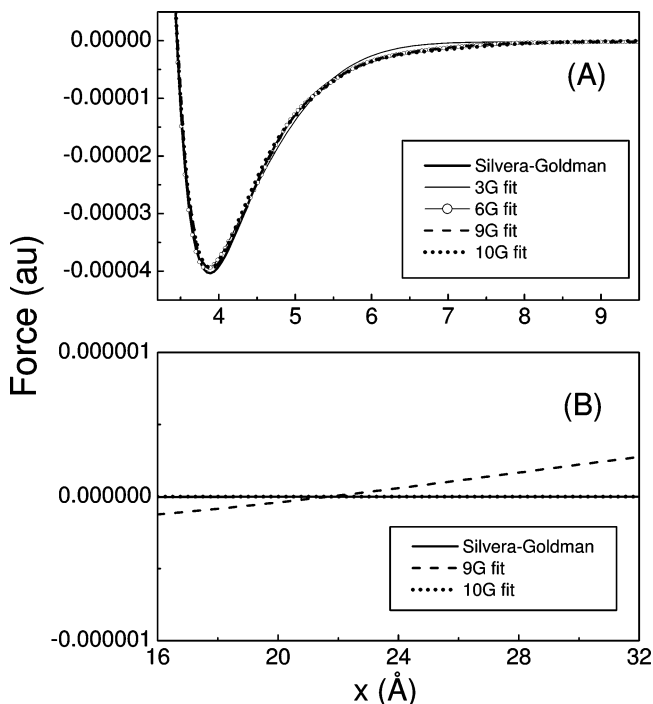 0.00000
-0.00001
-0.00002
-0.00003
-0.00004
(A)
Silvera-Goldman
3G fit
6G fit
9G fit
10G fit
4 5 6 7 8 9
Force (au)
0.000001
0.000000
-0.000001
(B)
Silvera-Goldman
9G fit
10G fit
16 20 24 28 32
x (Å)